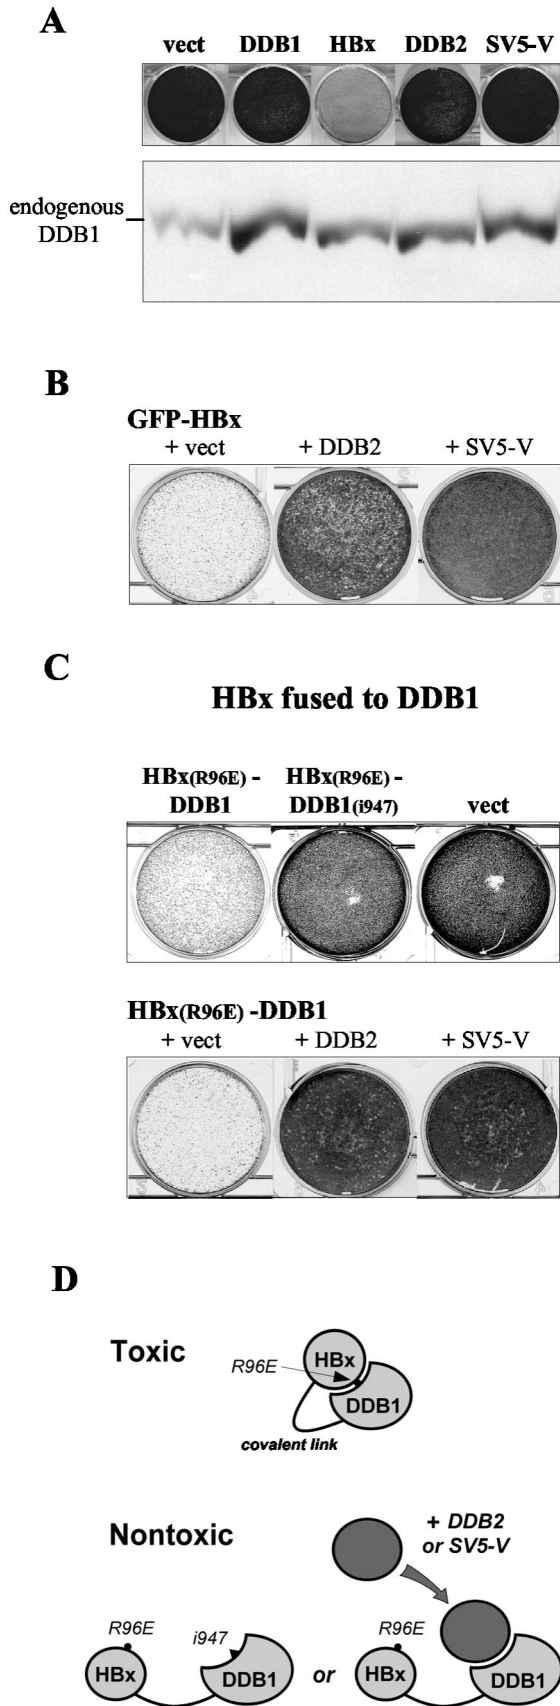 A
vect DDB1 HBx DDB2 SV5-V
endogenous
DDB1
B
GFP-HBx
+ vect + DDB2 + SV5-V
C
HBx fused to DDB1
HBx(R96E) - HBx(R96E) -
DDB1 DDB1(i947) vect
HBx(R96E) -DDB1
+ vect + DDB2 + SV5-V
D
Toxic
R96E
HBx
DDB1
covalent link
Nontoxic
+ DDB2
or SV5-V
R96E i947 R96E
HBx DDB1 or HBx DDB1